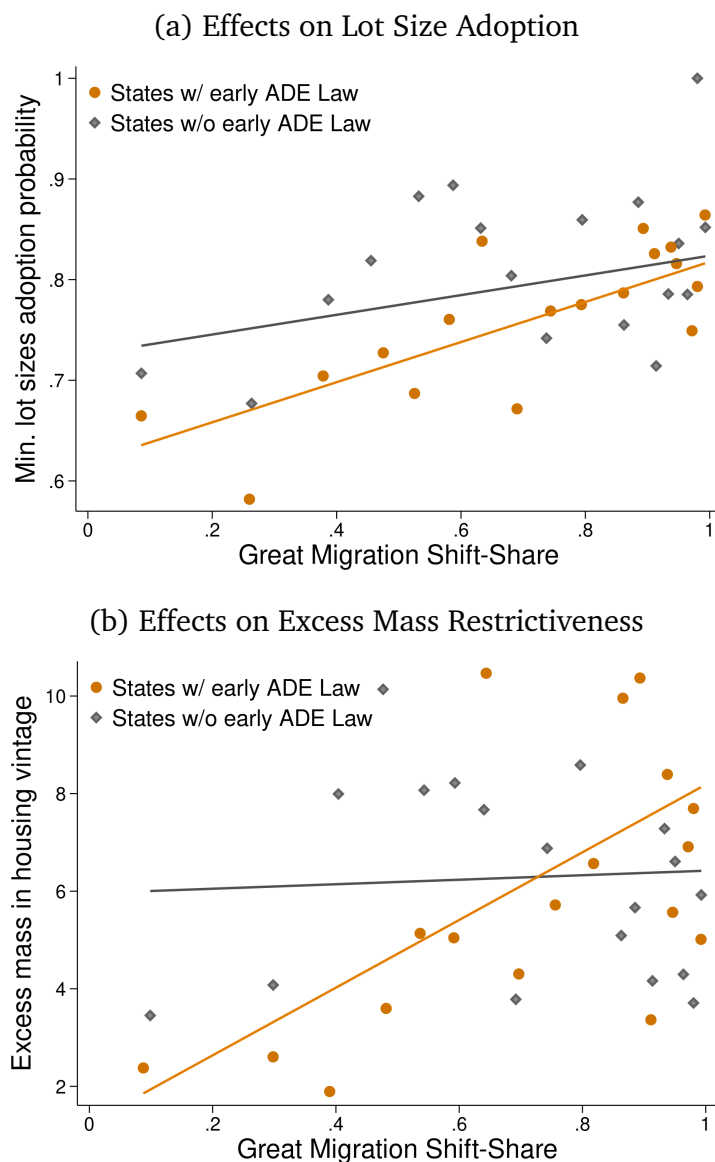 (a) Effects on Lot Size Adoption
States w/ early ADE Law
States w/o early ADE Law
1
.9
.8
.7
.6
Min. lot sizes adoption probability
0 .2 .4 .6 .8 1
Great Migration Shift-Share
(b) Effects on Excess Mass Restrictiveness
States w/ early ADE Law
States w/o early ADE Law
10
8
6
4
2
Excess mass in housing vintage
0 .2 .4 .6 .8 1
Great Migration Shift-Share